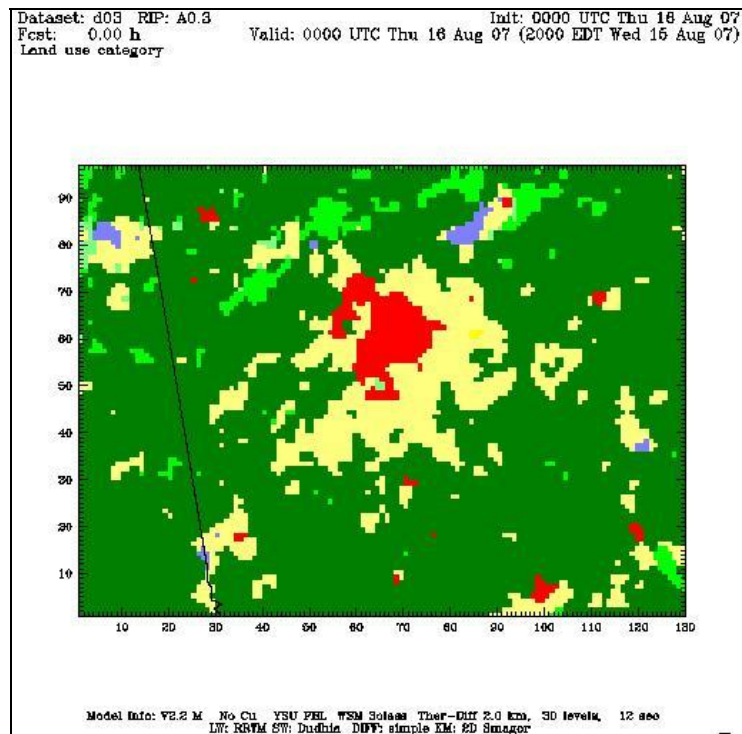 Dataset: d03 RIP: A0.3 Init: 0000 UTC Thu 16 Aug 07
Fcst: 0.00 h Valid: 0000 UTC Thu 16 Aug 07 (2000 EDT Wed 15 Aug 07)
Land use category
90
80
70
60
50
40
30
20
10
10 20 30 40 50 60 70 80 90 100 110 120 130
Model Info: V2.2 M No Cu YSU PBL WSM 3class Ther-Diff 2.0 km, 30 levels, 12 sec
LW: RRTM SW: Dudhia DIFF: simple KM: 2D Smagor